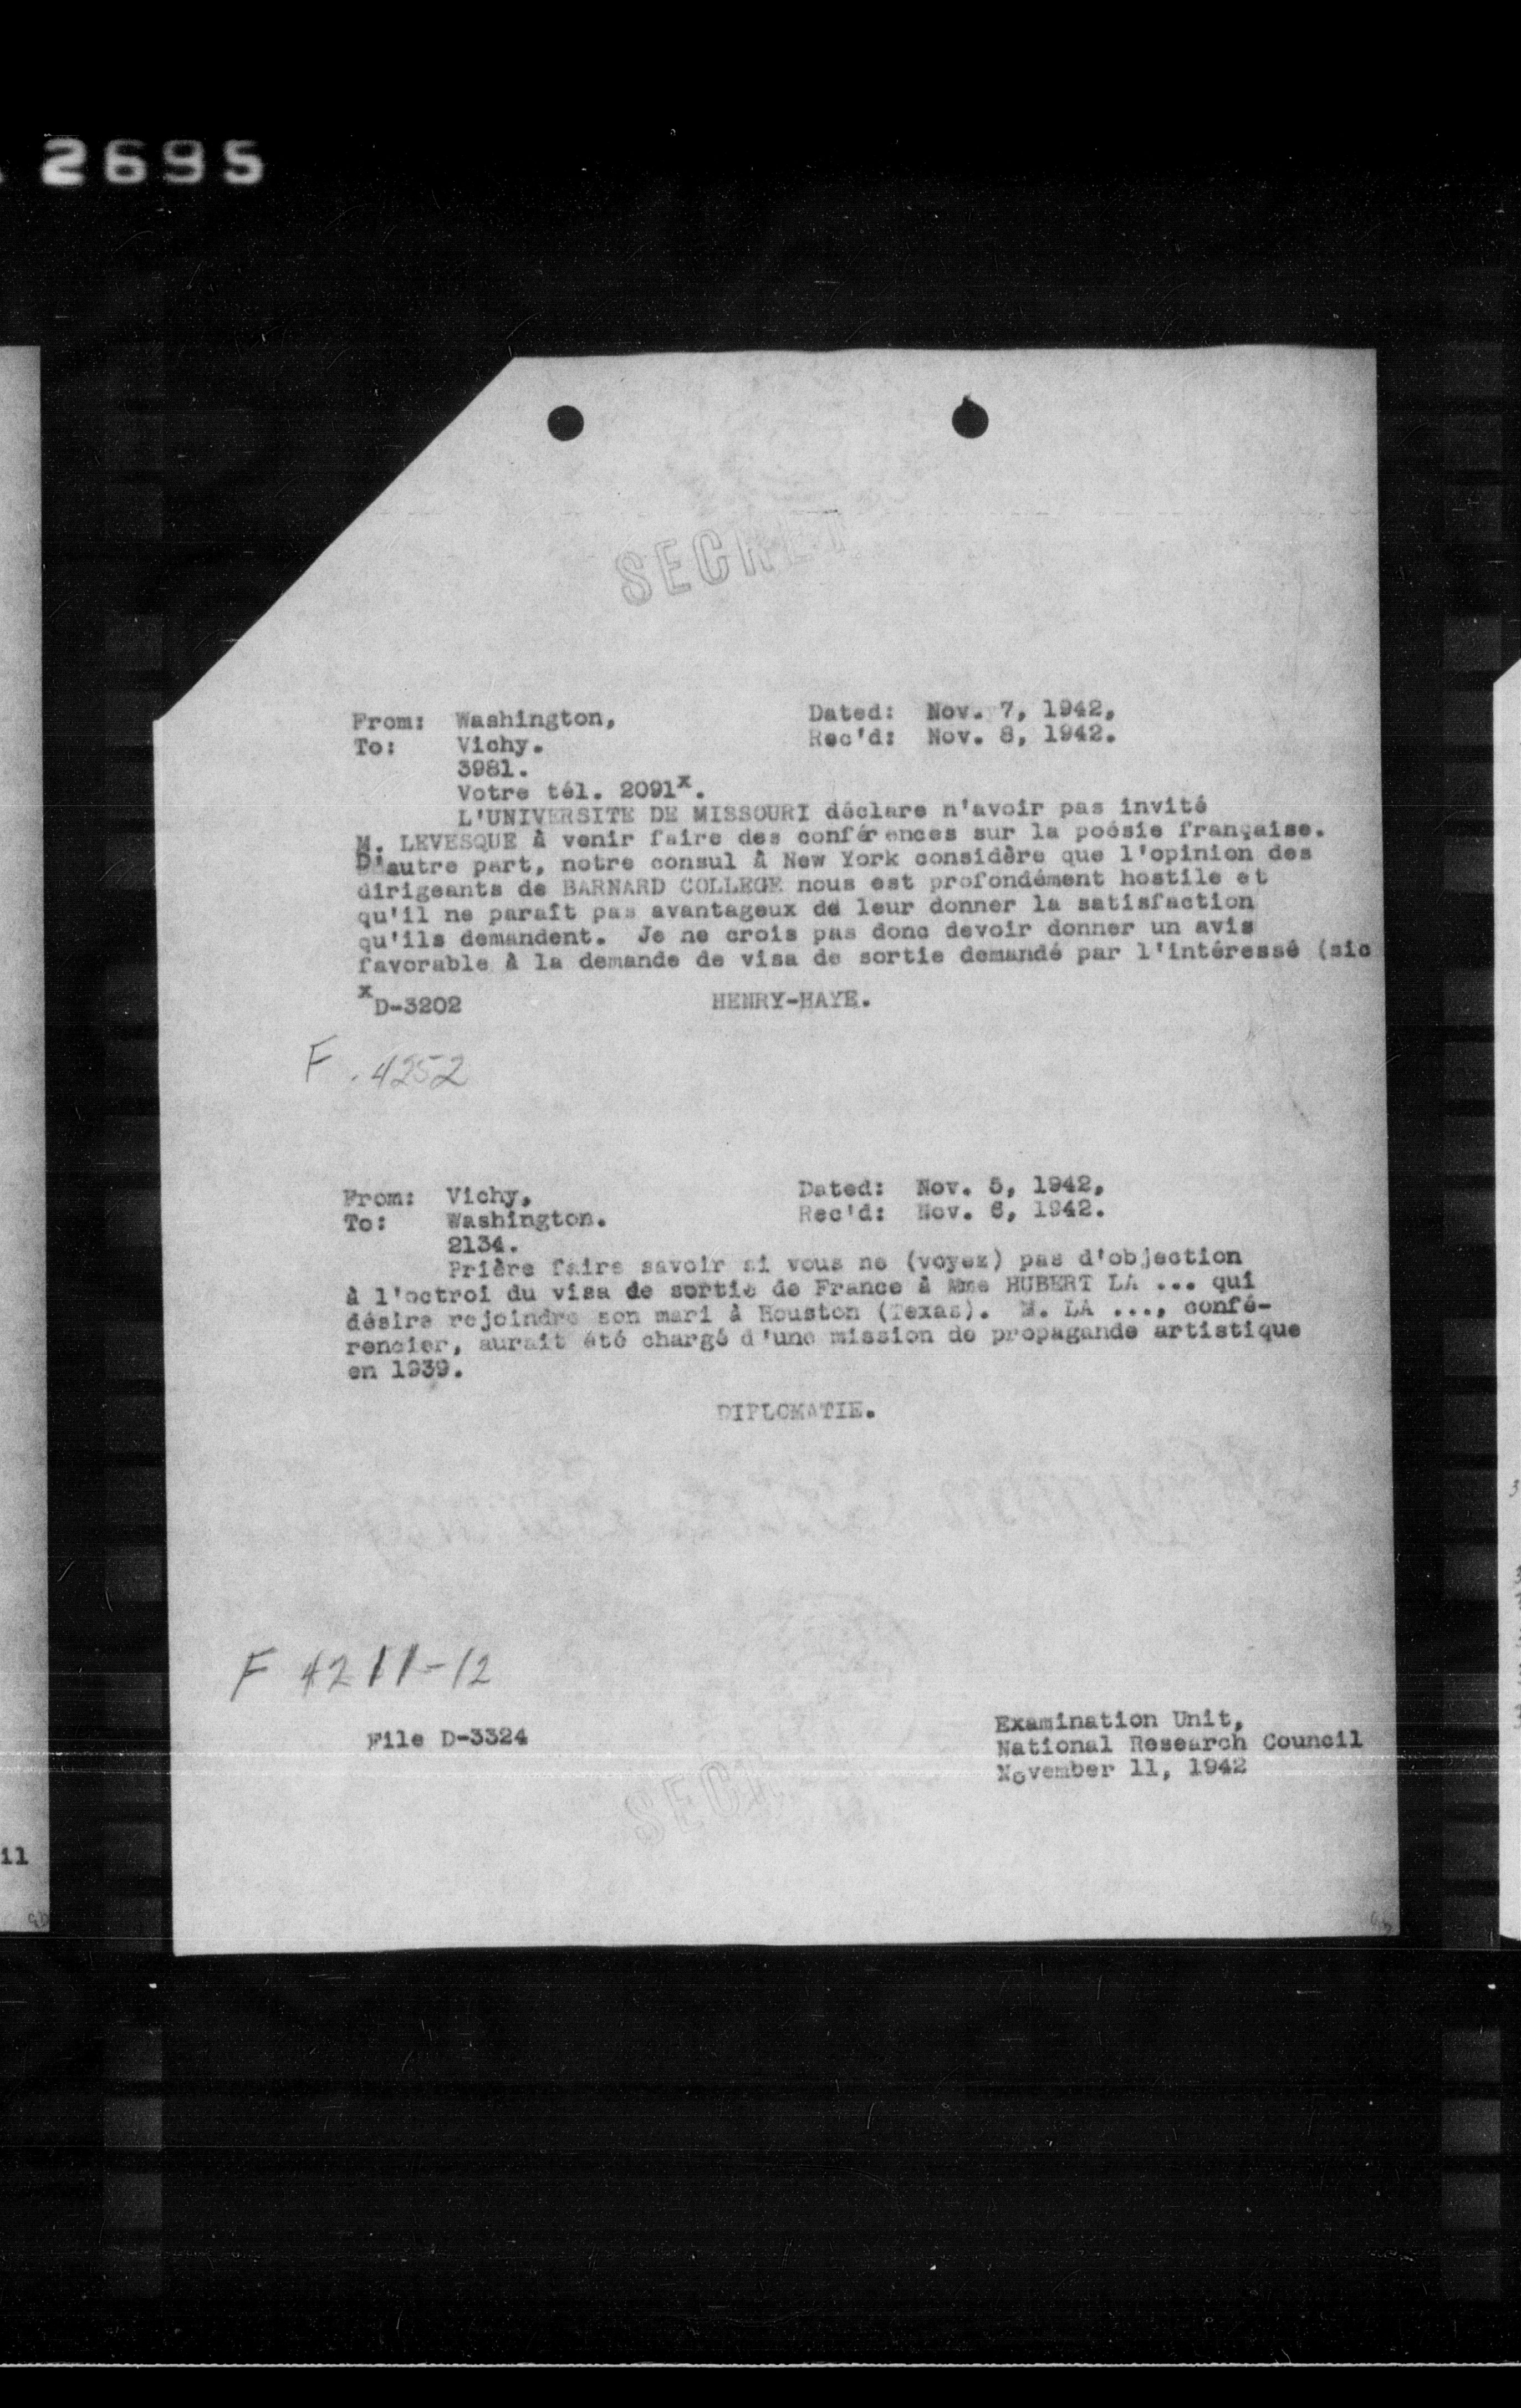 2695
SECRET
From: Washington,
To: Vichy.
Dated: Nov. 7, 1942,
Rec'd: Nov. 8, 1942.
3981.
Votre tél. 2091x.
L'UNIVERSITE DE MISSOURI déclare n'avoir pas invité
M. LEVESQUE à venir faire des conférences sur la poésie française.
D'autre part, notre consul à New York considère que l'opinion des
dirigeants de BARNARD COLLEGE nous est profondément hostile et
qu'il ne paraît pas avantageux de leur donner la satisfaction
qu'ils demandent. Je ne crois pas donc devoir donner un avis
favorable à la demande de visa de sortie demandé par l'intéressé (sic
xD-3202
HENRY-HAYE.
F. 4252
From: Vichy,
To: Washington.
Dated: Nov. 5, 1942,
Rec'd: Nov. 6, 1942.
2134.
Prière faire savoir si vous ne (voyez) pas d'objection
à l'octroi du visa de sortie de France à Mme HUBERT LA ... qui
désire rejoindre son mari à Houston (Texas). M. LA ..., confé-
rencier, aurait été chargé d'une mission de propagande artistique
en 1939.
DIPLOMATIE.
F 4211-12
File D-3324
Examination Unit,
National Research Council
November 11, 1942
SEC
il